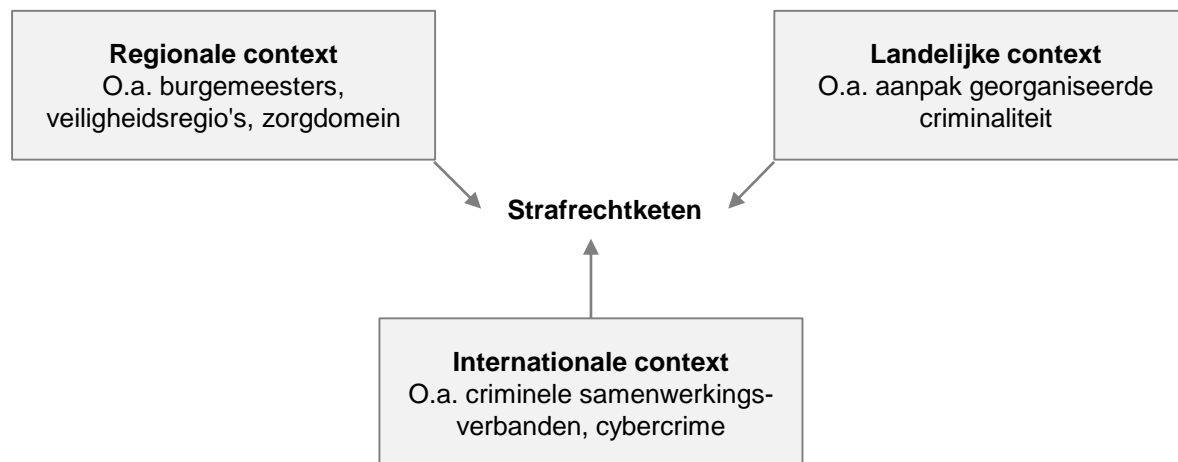 Regionale context
O.a. burgemeesters,
veiligheidsregio's, zorgdomein
Landelijke context
O.a. aanpak georganiseerde
criminaliteit
Strafrechtketen
Internationale context
O.a. criminele samenwerkings-
verbanden, cybercrime